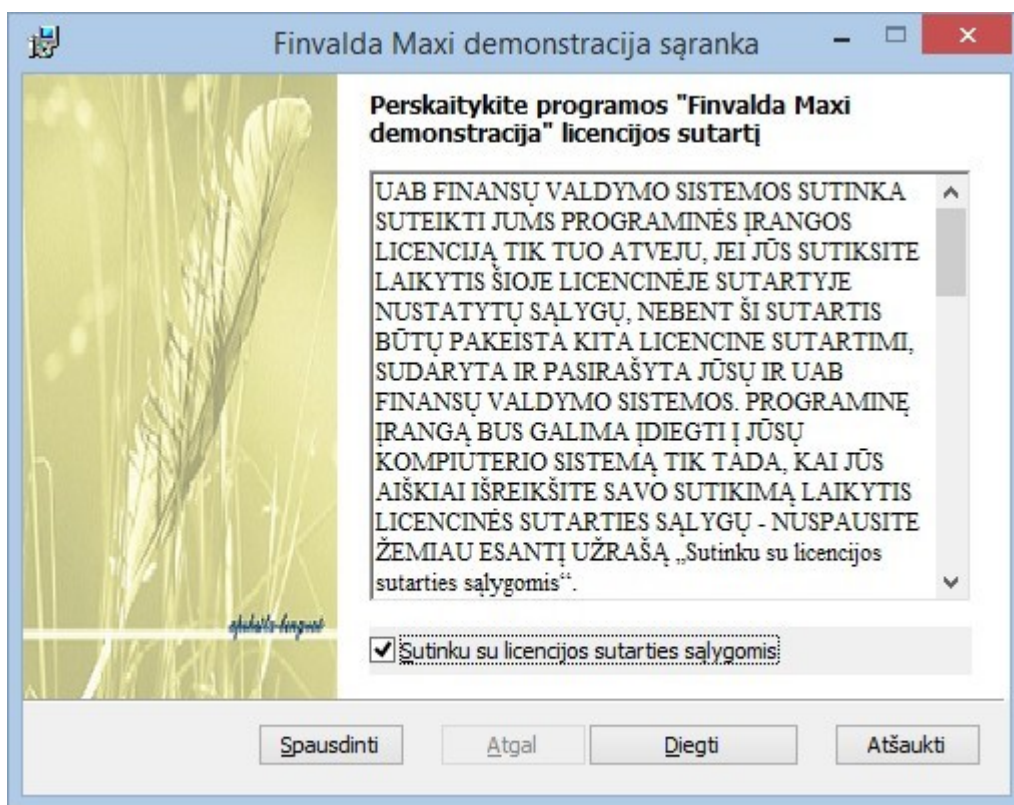 Finvalda Maxi demonstracija sąranka
Perskaitykite programos "Finvalda Maxi
demonstracija" licencijos sutartį
UAB FINANSŲ VALDYMO SISTEMOS SUTINKA
SUTEIKTI JUMS PROGRAMINĖS ĮRANGOS
LICENCIJĄ TIK TUO ATVEJU, JEI JŪS SUTIKSITE
LAIKYTIS ŠIOJE LICENCINĖJE SUTARTYJE
NUSTATYTŲ SĄLYGŲ, NEBENT ŠI SUTARTIS
BŪTŲ PAKEISTA KITA LICENCINE SUTARTIMI,
SUDARYTA IR PASIRAŠYTA JŪSŲ IR UAB
FINANSŲ VALDYMO SISTEMOS. PROGRAMINĘ
ĮRANGĄ BUS GALIMA ĮDIEGTI Į JŪSŲ
KOMPIUTERIO SISTEMĄ TIK TADA, KAI JŪS
AIŠKIAI IŠREIKŠITE SAVO SUTIKIMĄ LAIKYTIS
LICENCINĖS SUTARTIES SĄLYGŲ - NUSPAUSITE
ŽEMIAU ESANTĮ UŽRAŠĄ „Sutinku su licencijos
sutarties sąlygomis“.
Sutinku su licencijos sutarties sąlygomis
Spausdinti Atgal Diegti Atšaukti